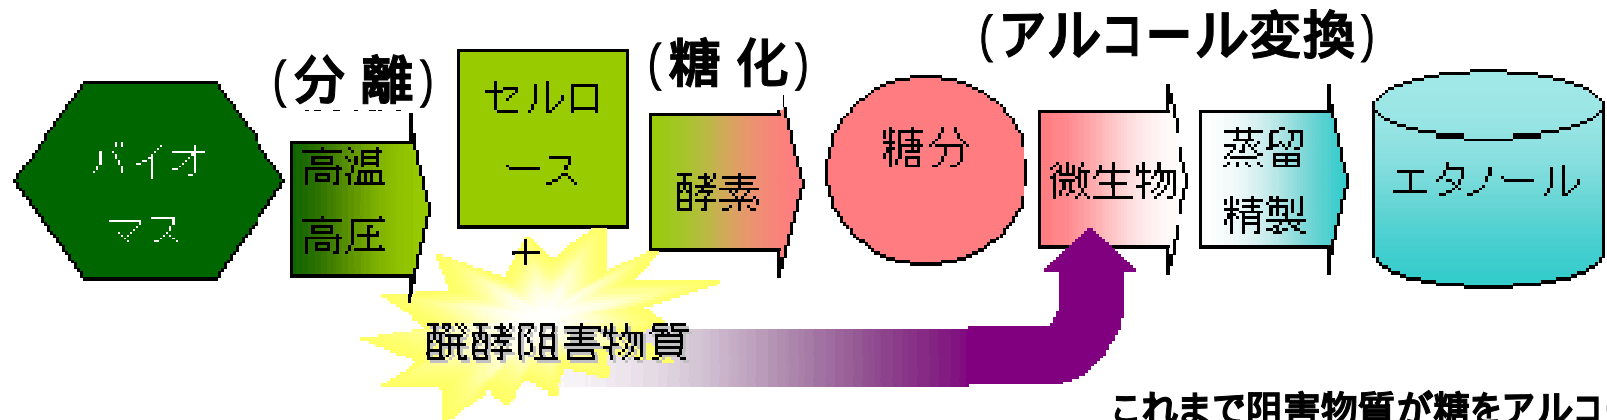 (分 離)
(糖 化)
(アルコール変換)
バイオ
マス
高温
高圧
セルロ
ース
+
酵素
糖分
微生物
蒸留
精製
エタノール
醗酵阻害物質
これまで阻害物質が糖をアルコ